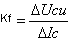 Kf = ΔUcu / ΔIc